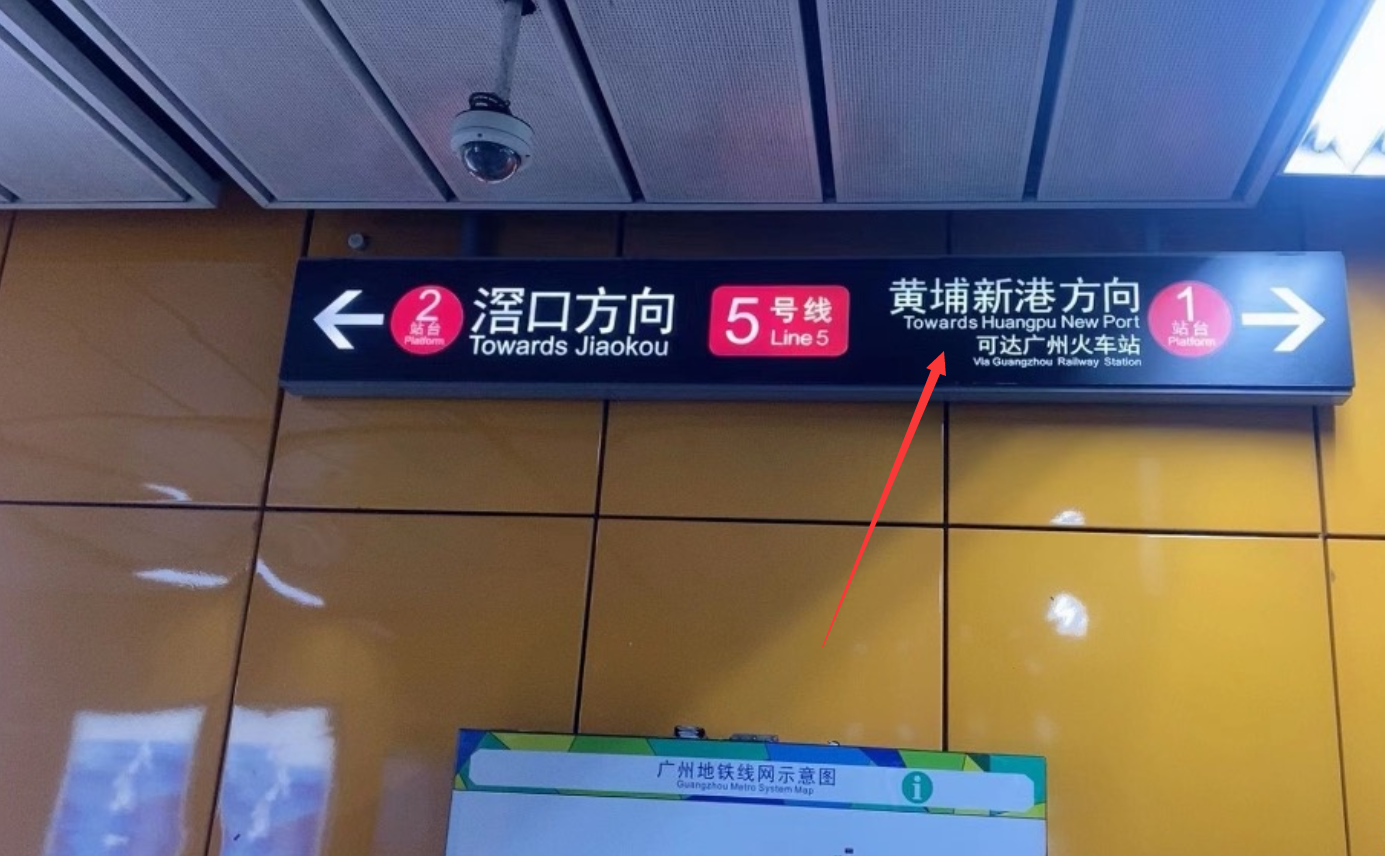 2
站台
Platform
滘口方向
Towards Jiaokou
5号线
Line 5
黄埔新港方向
Towards Huangpu New Port
可达广州火车站
Via Guangzhou Railway Station
1
站台
Platform
广州地铁线网示意图
Guangzhou Metro System Map
i